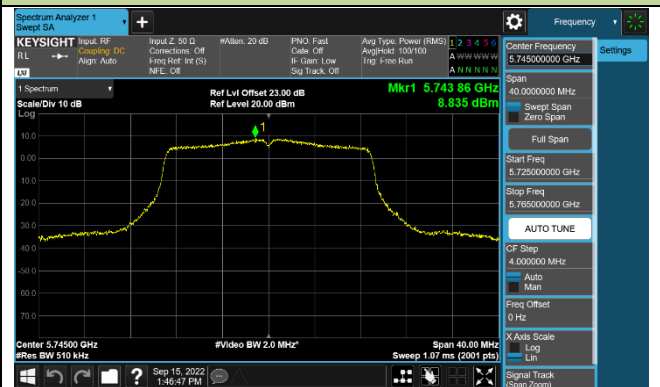 Spectrum Analyzer 1
Swept SA
Frequency
KEYSIGHT
RL
LXI
Input: RF
Coupling: DC
Align: Auto
Input Z: 50 Ω
Corrections: Off
Freq Ref: Int (S)
NFE: Off
#Atten: 20 dB
PNO: Fast
Gate: Off
IF Gain: Low
Sig Track: Off
Avg Type: Power (RMS)
Avg|Hold: 100/100
Trig: Free Run
1 2 3 4 5 6
A W W W W W
A N N N N N
1 Spectrum
Scale/Div 10 dB
Log
Ref Lvl Offset 23.00 dB
Ref Level 20.00 dBm
Mkr1 5.743 86 GHz
8.835 dBm
1
10.0
0.00
-10.0
-20.0
-30.0
-40.0
-50.0
-60.0
-70.0
Center 5.74500 GHz
#Res BW 510 kHz
#Video BW 2.0 MHz*
Span 40.00 MHz
Sweep 1.07 ms (2001 pts)
Center Frequency
5.745000000 GHz
Span
40.0000000 MHz
Swept Span
Zero Span
Full Span
Start Freq
5.725000000 GHz
Stop Freq
5.765000000 GHz
AUTO TUNE
CF Step
4.000000 MHz
Auto
Man
Freq Offset
0 Hz
X Axis Scale
Log
Lin
Signal Track
(Span Zoom)
Settings
?
Sep 15, 2022
1:46:47 PM